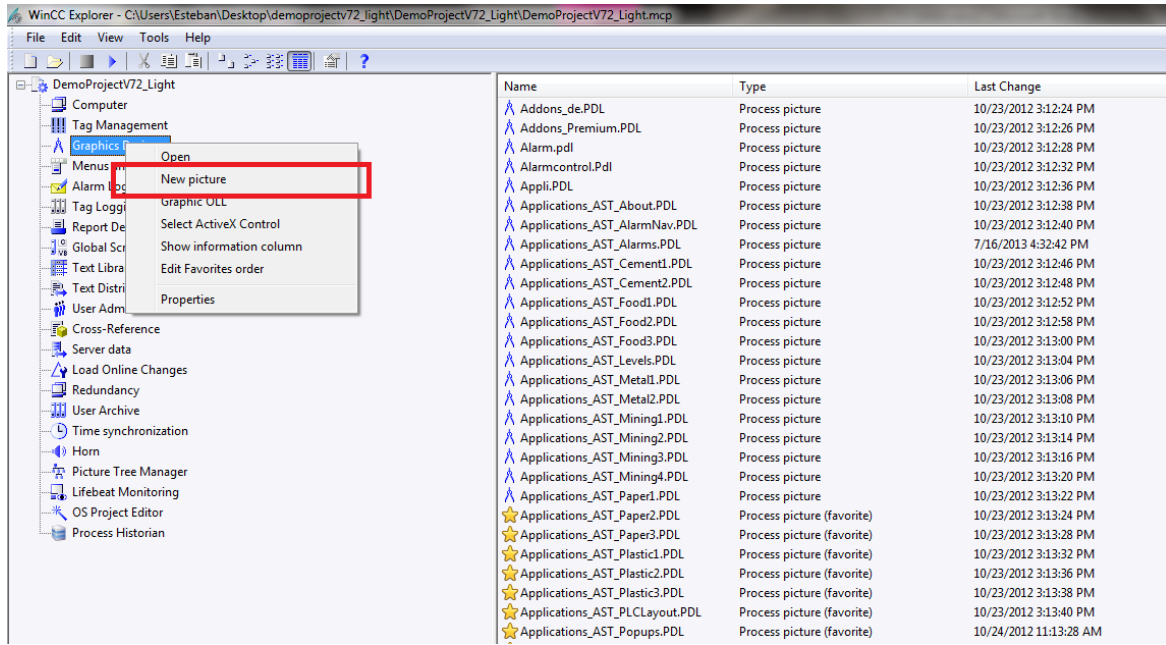 WinCC Explorer - C:\Users\Esteban\Desktop\demoprojectv72_light\DemoProjectV72_Light\DemoProjectV72_Light.mcp
File Edit View Tools Help
DemoProjectV72_Light
Computer
Tag Management
Graphics
Menus
Alarm Log
Tag Loggi
Report De
Global Scr
Text Libra
Text Distri
User Adm
Cross-Reference
Server data
Load Online Changes
Redundancy
User Archive
Time synchronization
Horn
Picture Tree Manager
Lifebeat Monitoring
OS Project Editor
Process Historian
Open
New picture
Graphic OLL
Select ActiveX Control
Show information column
Edit Favorites order
Properties
Name Type Last Change
Addons_de.PDL Process picture 10/23/2012 3:12:24 PM
Addons_Premium.PDL Process picture 10/23/2012 3:12:26 PM
Alarm.pdl Process picture 10/23/2012 3:12:28 PM
Alarmcontrol.Pdl Process picture 10/23/2012 3:12:32 PM
Appli.PDL Process picture 10/23/2012 3:12:36 PM
Applications_AST_About.PDL Process picture 10/23/2012 3:12:38 PM
Applications_AST_AlarmNav.PDL Process picture 10/23/2012 3:12:40 PM
Applications_AST_Alarms.PDL Process picture 7/16/2013 4:32:42 PM
Applications_AST_Cement1.PDL Process picture 10/23/2012 3:12:46 PM
Applications_AST_Cement2.PDL Process picture 10/23/2012 3:12:48 PM
Applications_AST_Food1.PDL Process picture 10/23/2012 3:12:52 PM
Applications_AST_Food2.PDL Process picture 10/23/2012 3:12:58 PM
Applications_AST_Food3.PDL Process picture 10/23/2012 3:13:00 PM
Applications_AST_Levels.PDL Process picture 10/23/2012 3:13:04 PM
Applications_AST_Metal1.PDL Process picture 10/23/2012 3:13:06 PM
Applications_AST_Metal2.PDL Process picture 10/23/2012 3:13:08 PM
Applications_AST_Mining1.PDL Process picture 10/23/2012 3:13:10 PM
Applications_AST_Mining2.PDL Process picture 10/23/2012 3:13:14 PM
Applications_AST_Mining3.PDL Process picture 10/23/2012 3:13:16 PM
Applications_AST_Mining4.PDL Process picture 10/23/2012 3:13:20 PM
Applications_AST_Paper1.PDL Process picture 10/23/2012 3:13:22 PM
Applications_AST_Paper2.PDL Process picture (favorite) 10/23/2012 3:13:24 PM
Applications_AST_Paper3.PDL Process picture (favorite) 10/23/2012 3:13:28 PM
Applications_AST_Plastic1.PDL Process picture (favorite) 10/23/2012 3:13:32 PM
Applications_AST_Plastic2.PDL Process picture (favorite) 10/23/2012 3:13:36 PM
Applications_AST_Plastic3.PDL Process picture (favorite) 10/23/2012 3:13:38 PM
Applications_AST_PLCLayout.PDL Process picture (favorite) 10/23/2012 3:13:40 PM
Applications_AST_Popups.PDL Process picture (favorite) 10/24/2012 11:13:28 AM